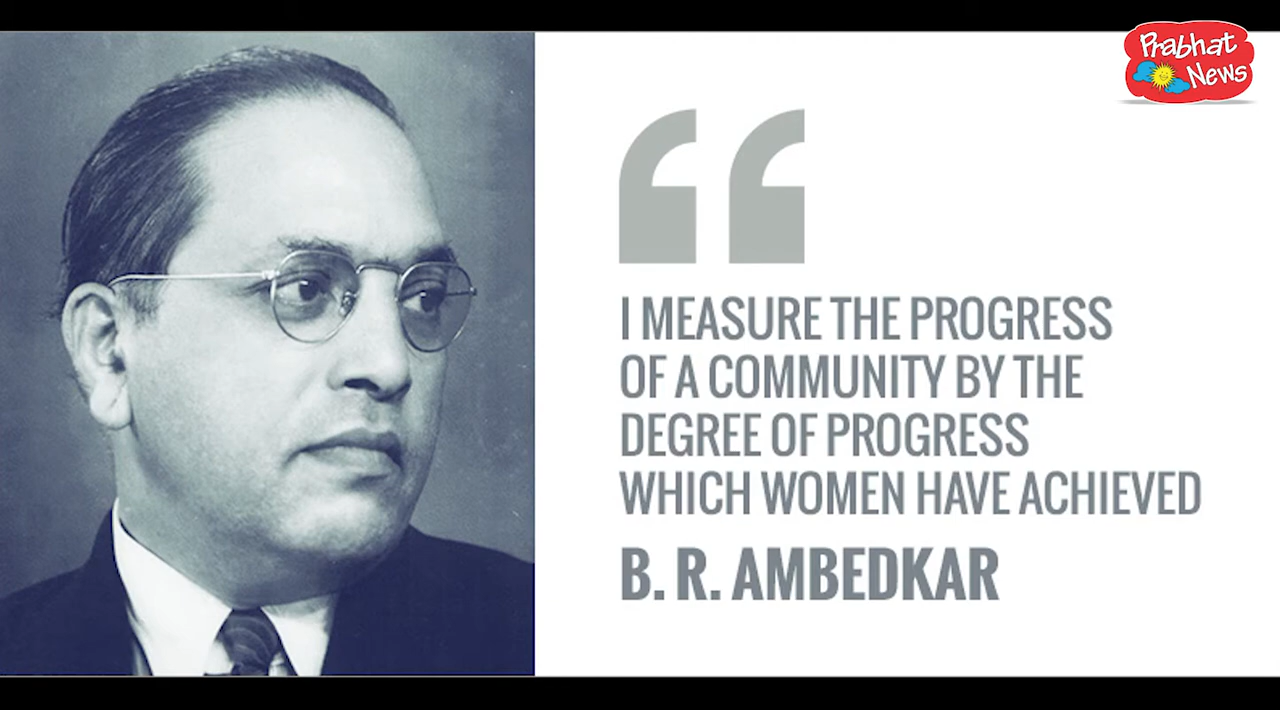 Prabhat
News
I MEASURE THE PROGRESS
OF A COMMUNITY BY THE
DEGREE OF PROGRESS
WHICH WOMEN HAVE ACHIEVED
B. R. AMBEDKAR